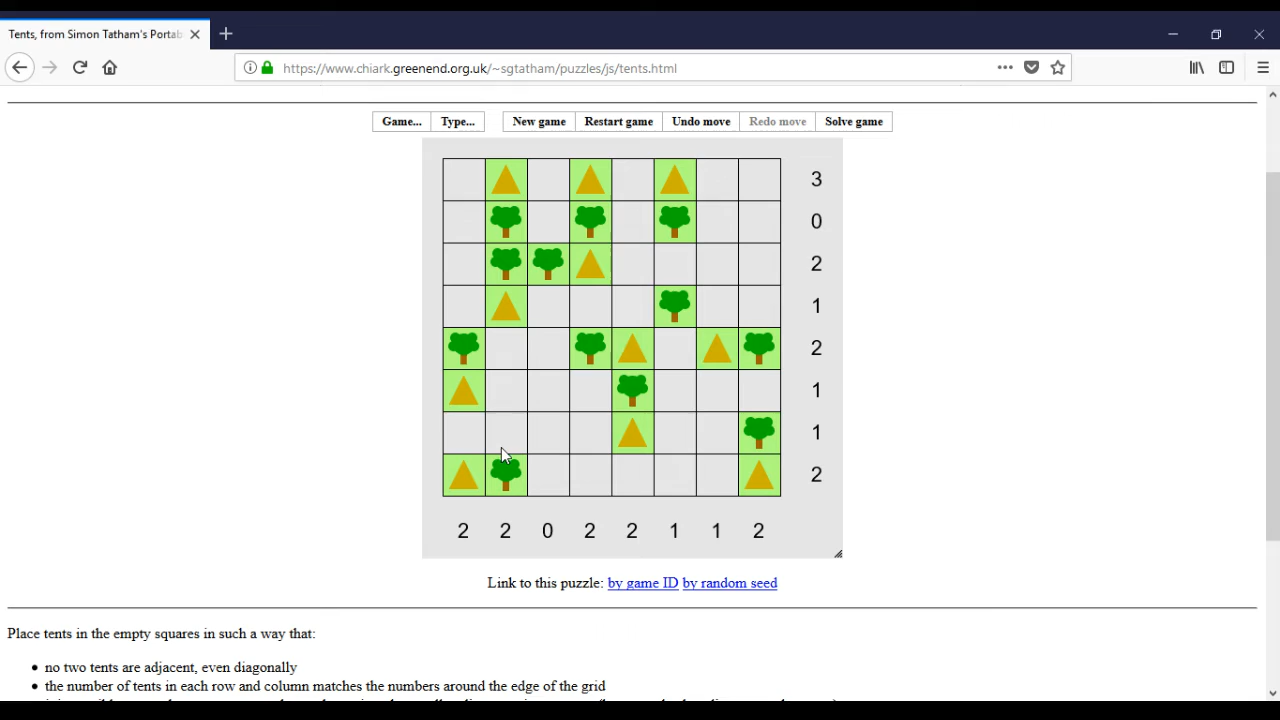 Tents, from Simon Tatham's Portab
https://www.chiark.greenend.org.uk/~sgtatham/puzzles/js/tents.html
Game... Type... New game Restart game Undo move Redo move Solve game
3
0
2
1
2
1
1
2
2 2 0 2 2 1 1 2
Link to this puzzle: by game ID by random seed
Place tents in the empty squares in such a way that:
no two tents are adjacent, even diagonally
the number of tents in each row and column matches the numbers around the edge of the grid